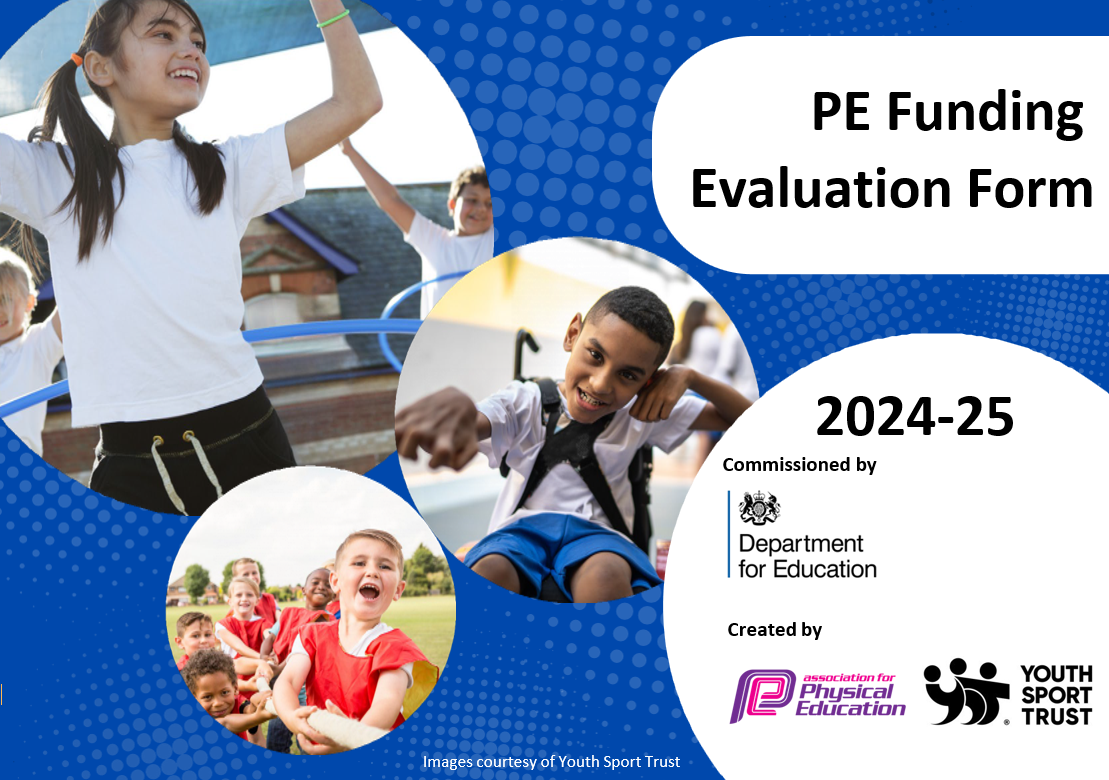 PE Funding
Evaluation Form
2024-25
Commissioned by
Department
for Education
Created by
association for
Physical
Education
YOUTH
SPORT
TRUST
®
Images courtesy of Youth Sport Trust